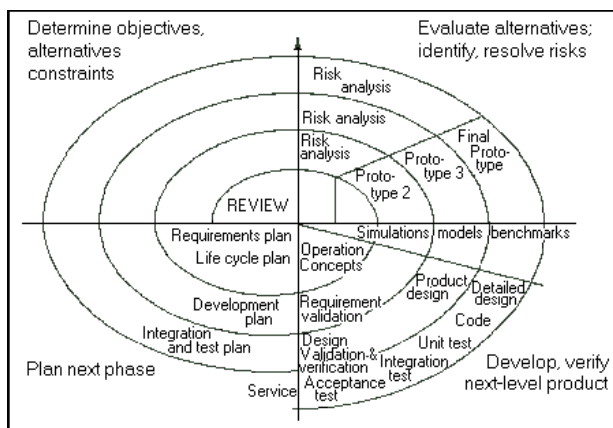 Determine objectives,
alternatives
constraints
Evaluate alternatives;
identify, resolve risks
Risk
analysis
Risk analysis
Risk
analysis
Final
Proto-
type
Proto-
type 3
Proto-
type 2
REVIEW
Simulations models benchmarks
Requirements plan
Life cycle plan
Operation
Concepts
Development
plan
Requirement
validation
Product
design
Detailed
design
Integration
and test plan
Design
Validation-&
verification
Code
Unit test
Integration
test
Acceptance
test
Service
Plan next phase
Develop, verify
next-level product